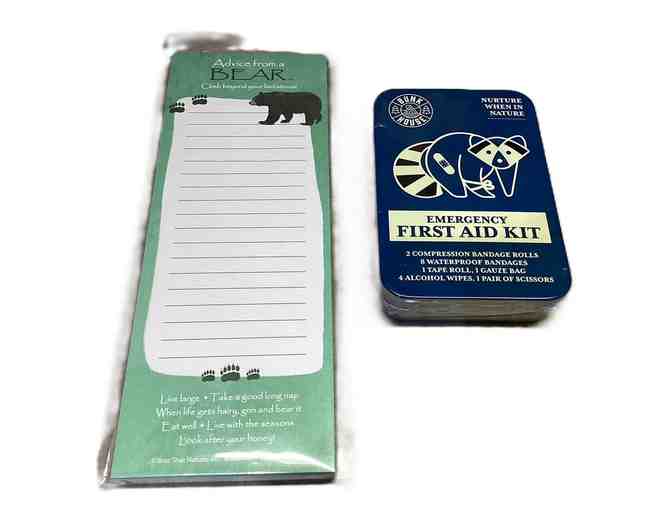 Advice from a
BEAR
Climb beyond your limitations!
Live large • Take a good long nap
When life gets hairy, grin and bear it
Eat well • Live with the seasons
Look after your honey!
BUNK
HOUSE
NURTURE
WHEN IN
NATURE
EMERGENCY
FIRST AID KIT
2 COMPRESSION BANDAGE ROLLS
8 WATERPROOF BANDAGES
1 TAPE ROLL, 1 GAUZE BAG
4 ALCOHOL WIPES, 1 PAIR OF SCISSORS